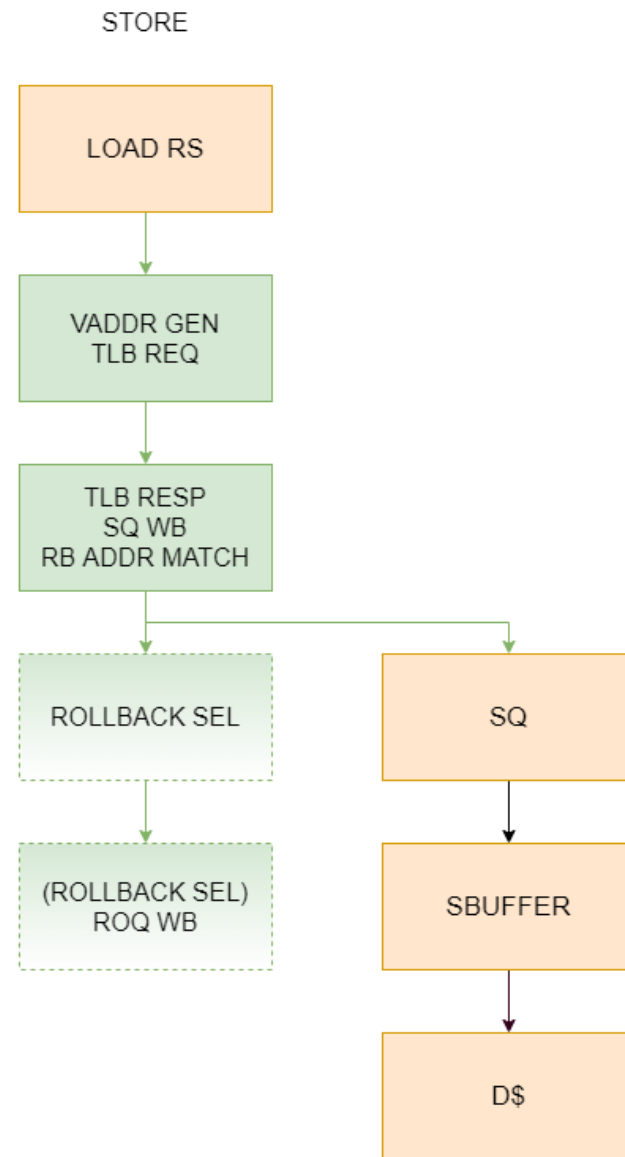 STORE
LOAD RS
VADDR GEN
TLB REQ
TLB RESP
SQ WB
RB ADDR MATCH
ROLLBACK SEL
SQ
(ROLLBACK SEL)
ROQ WB
SBUFFER
D$